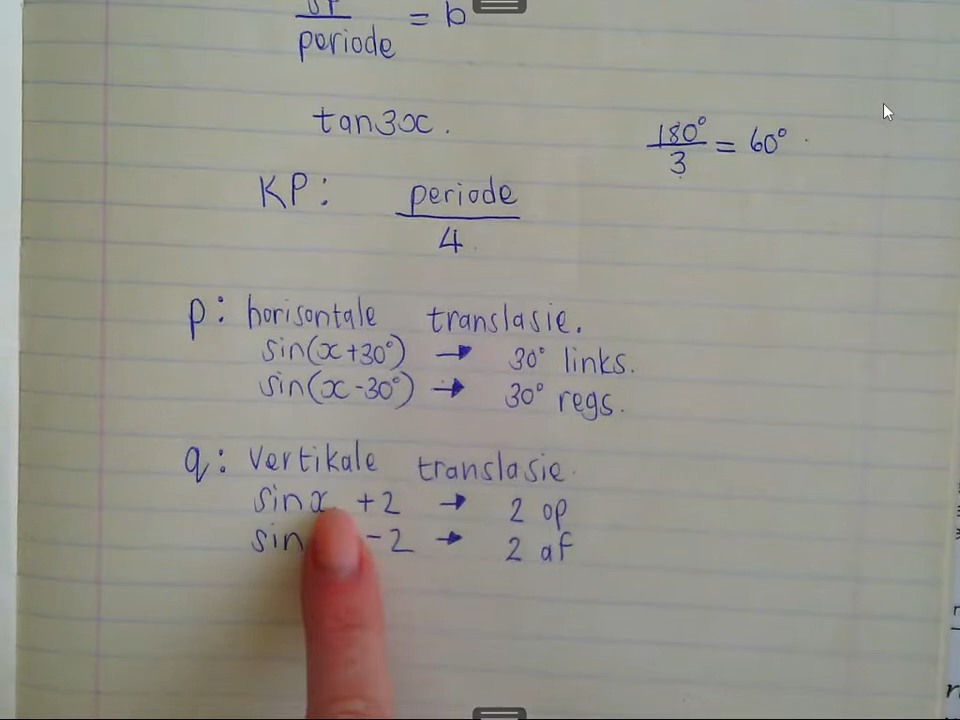 periode = b
tan3x.
180°/3 = 60°
KP: periode/4
p: horisontale translasie.
sin(x+30°) → 30° links.
sin(x-30°) → 30° regs.
q: vertikale translasie.
sinx +2 → 2 op
sin -2 → 2 af